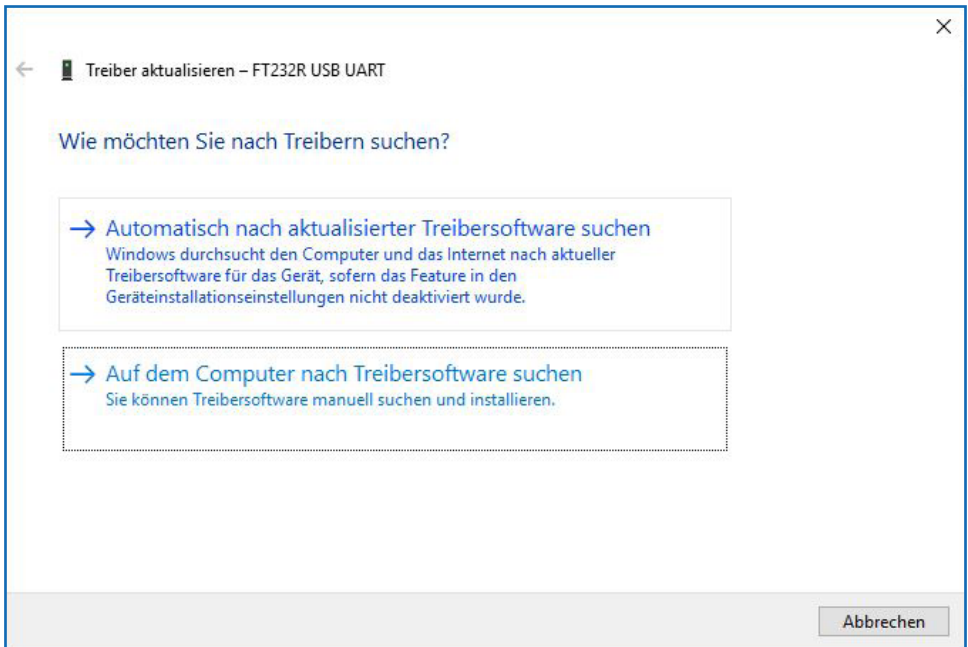 Treiber aktualisieren – FT232R USB UART
Wie möchten Sie nach Treibern suchen?
Automatisch nach aktualisierter Treibersoftware suchen
Windows durchsucht den Computer und das Internet nach aktueller
Treibersoftware für das Gerät, sofern das Feature in den
Geräteinstallationseinstellungen nicht deaktiviert wurde.
Auf dem Computer nach Treibersoftware suchen
Sie können Treibersoftware manuell suchen und installieren.
Abbrechen